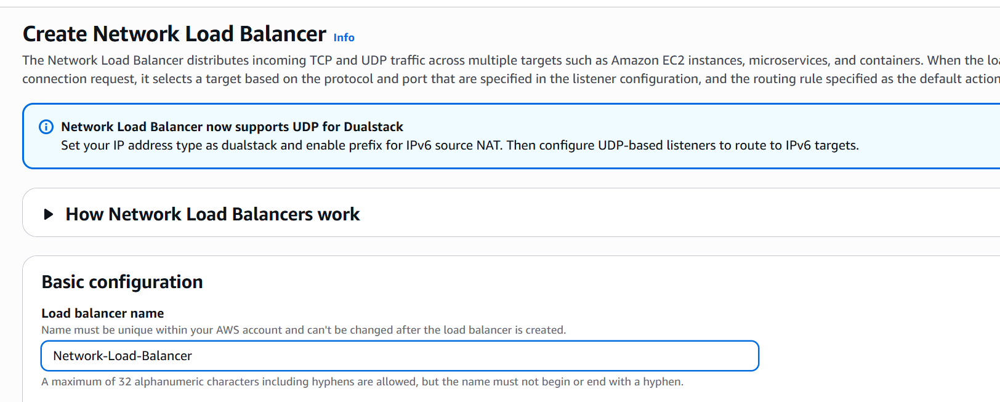 Create Network Load Balancer Info
The Network Load Balancer distributes incoming TCP and UDP traffic across multiple targets such as Amazon EC2 instances, microservices, and containers. When the
connection request, it selects a target based on the protocol and port that are specified in the listener configuration, and the routing rule specified as the default action
Network Load Balancer now supports UDP for Dualstack
Set your IP address type as dualstack and enable prefix for IPv6 source NAT. Then configure UDP-based listeners to route to IPv6 targets.
How Network Load Balancers work
Basic configuration
Load balancer name
Name must be unique within your AWS account and can't be changed after the load balancer is created.
Network-Load-Balancer
A maximum of 32 alphanumeric characters including hyphens are allowed, but the name must not begin or end with a hyphen.